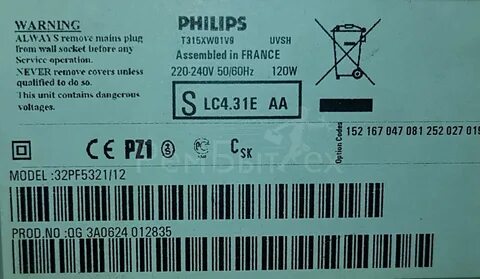 WARNING
ALWAYS remove mains plug
from wall socket before any
Service operation.
NEVER remove covers unless
qualified to do so.
This unit contains dangerous
voltages.
PHILIPS
T315XW01V9 UVSH
Assembled in FRANCE
220-240V 50/60Hz 120W
S LC4.31E AA
Option Codes
152 167 047 081 252 027 019
CE PZ1 CSK
MODEL :32PF5321/12
PROD.NO:QG 3A0624 012835